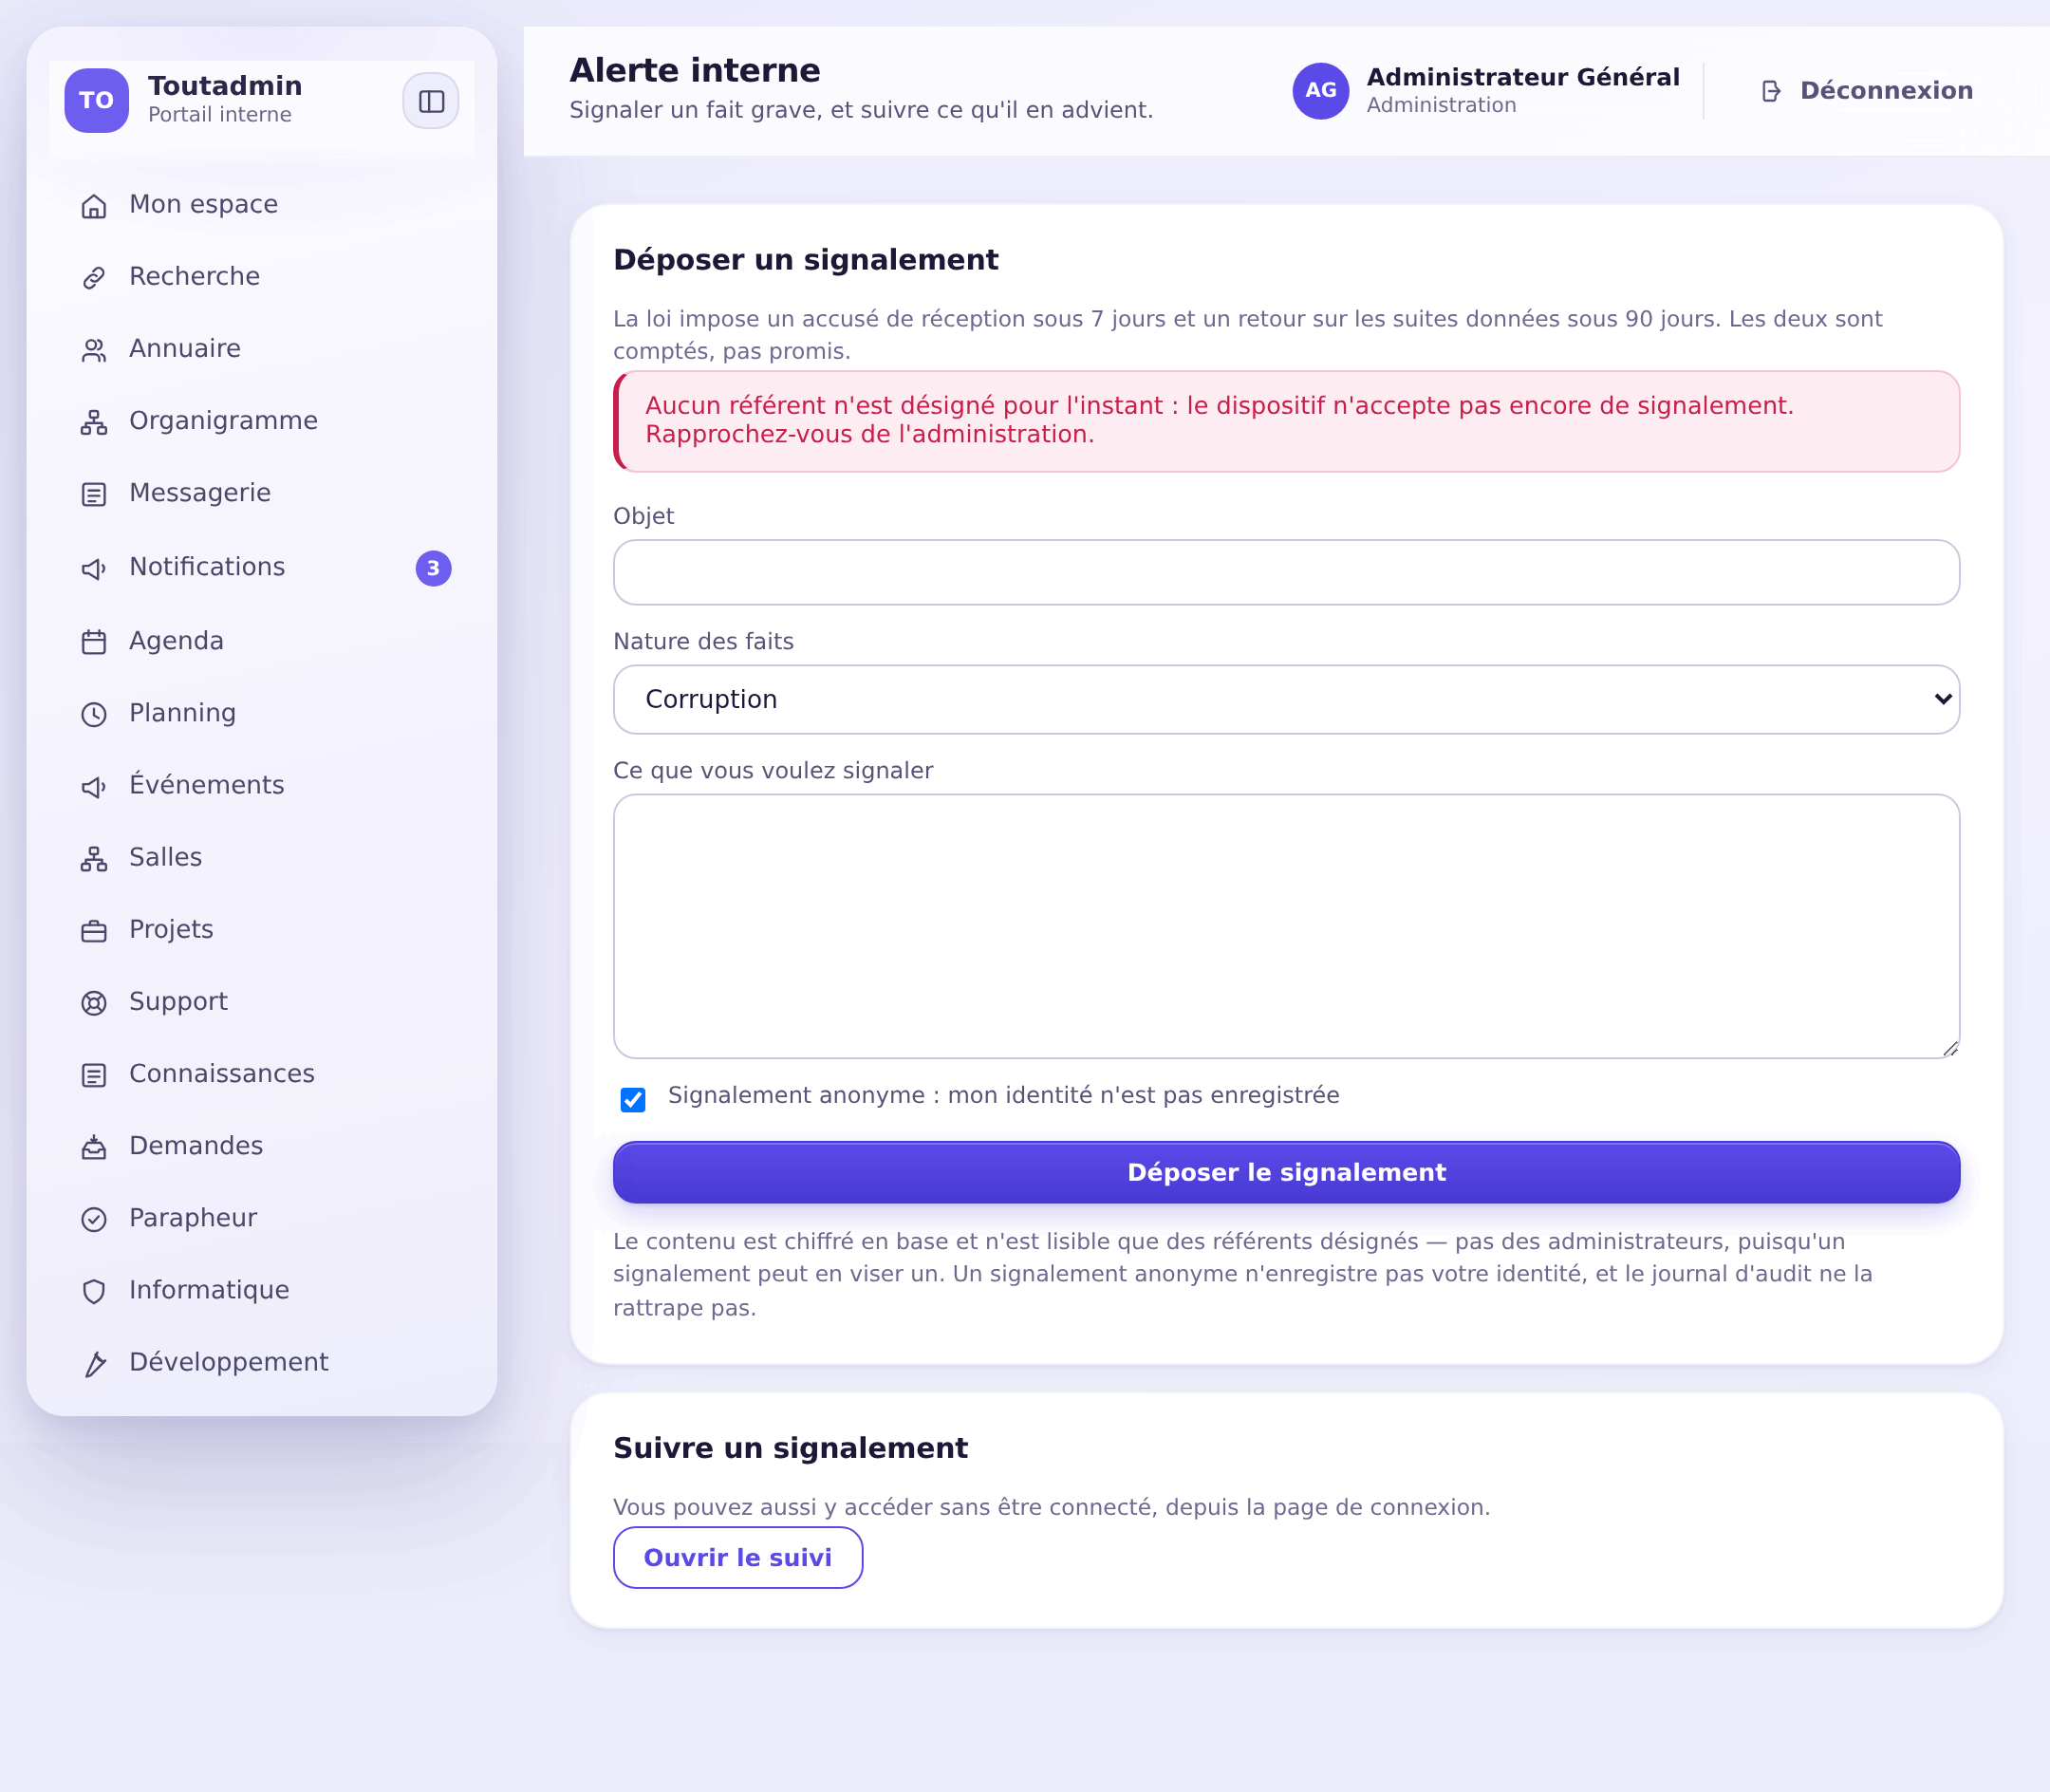 TO
Toutadmin
Portail interne
Mon espace
Recherche
Annuaire
Organigramme
Messagerie
Notifications
3
Agenda
Planning
Événements
Salles
Projets
Support
Connaissances
Demandes
Parapheur
Informatique
Développement
Alerte interne
Signaler un fait grave, et suivre ce qu'il en advient.
AG
Administrateur Général
Administration
Déconnexion
Déposer un signalement
La loi impose un accusé de réception sous 7 jours et un retour sur les suites données sous 90 jours. Les deux sont
comptés, pas promis.
Aucun référent n'est désigné pour l'instant : le dispositif n'accepte pas encore de signalement.
Rapprochez-vous de l'administration.
Objet
Nature des faits
Corruption
Ce que vous voulez signaler
Signalement anonyme : mon identité n'est pas enregistrée
Déposer le signalement
Le contenu est chiffré en base et n'est lisible que des référents désignés — pas des administrateurs, puisqu'un
signalement peut en viser un. Un signalement anonyme n'enregistre pas votre identité, et le journal d'audit ne la
rattrape pas.
Suivre un signalement
Vous pouvez aussi y accéder sans être connecté, depuis la page de connexion.
Ouvrir le suivi